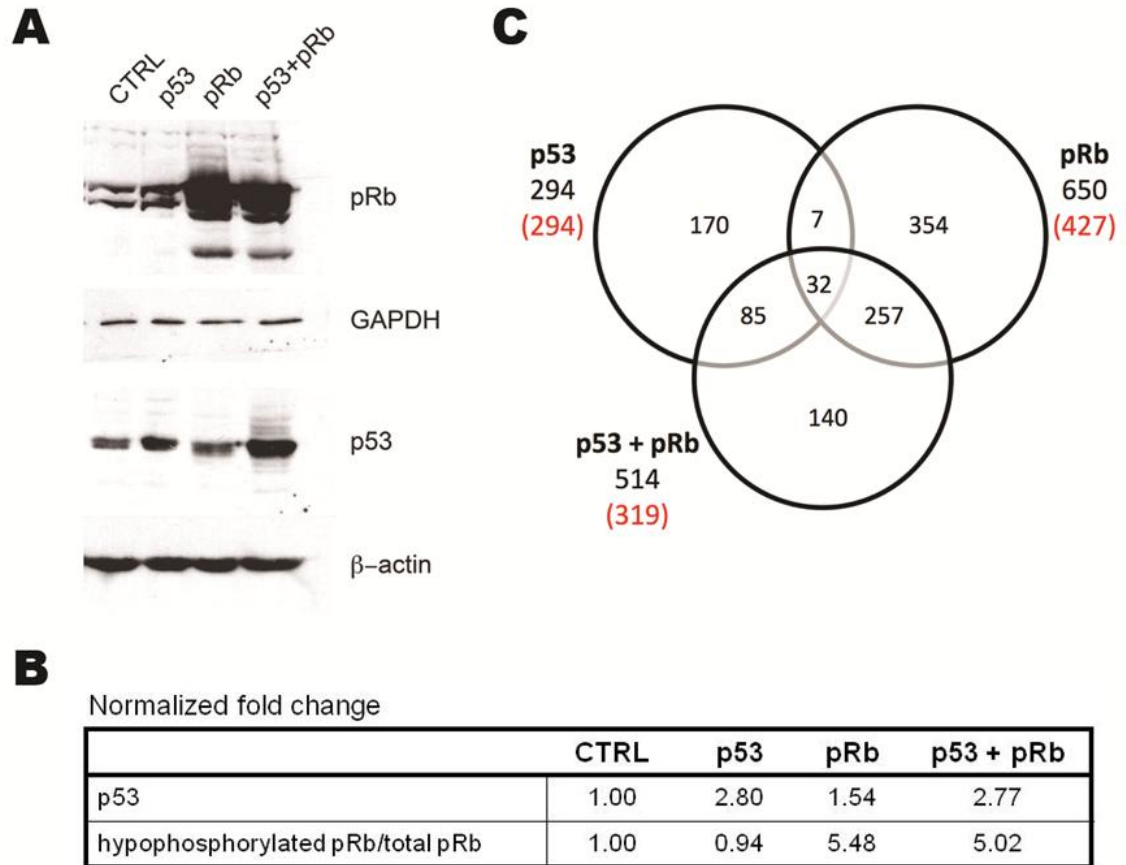 A
CTRL p53 pRb p53+pRb
pRb
GAPDH
p53
β–actin
C
p53
294
(294)
pRb
650
(427)
170
7
354
32
85
257
140
p53 + pRb
514
(319)
B
Normalized fold change
CTRL p53 pRb p53 + pRb
p53 1.00 2.80 1.54 2.77
hypophosphorylated pRb/total pRb 1.00 0.94 5.48 5.02